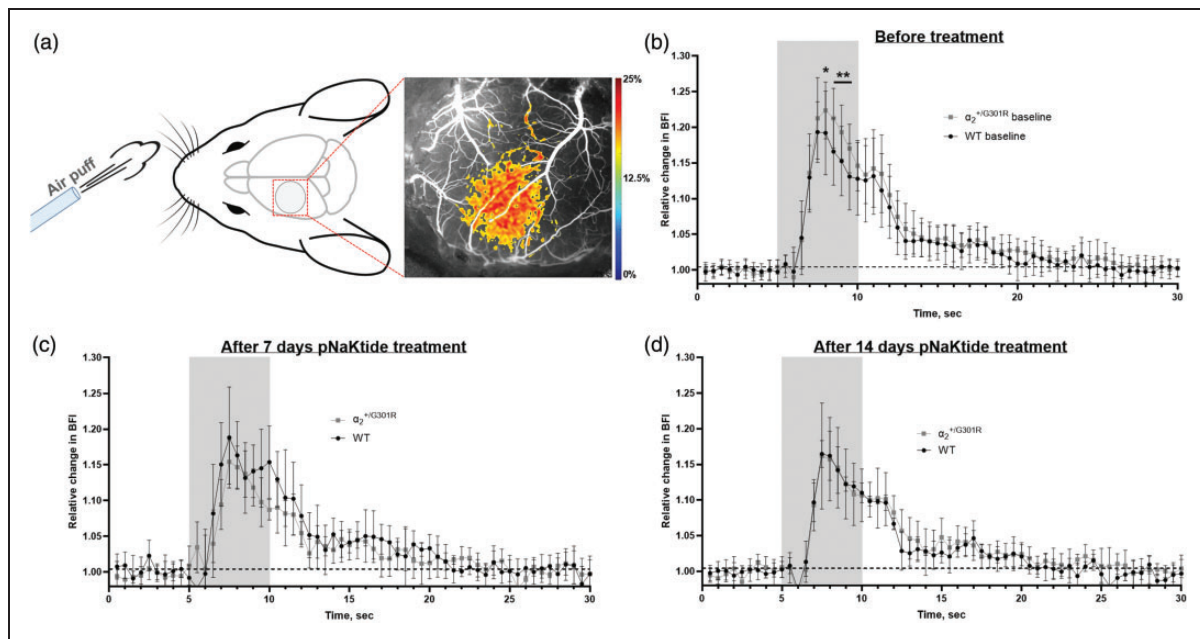 (a)
Air puff
25%
12.5%
0%
(b)
Before treatment
* **
α₂⁺/ᴳ³⁰¹ᴿ baseline
WT baseline
Relative change in BFI
1.30
1.25
1.20
1.15
1.10
1.05
1.00
0 10 20 30
Time, sec
(c)
After 7 days pNaKtide treatment
α₂⁺/ᴳ³⁰¹ᴿ
WT
Relative change in BFI
1.30
1.25
1.20
1.15
1.10
1.05
1.00
0 5 10 15 20 25 30
Time, sec
(d)
After 14 days pNaKtide treatment
α₂⁺/ᴳ³⁰¹ᴿ
WT
Relative change in BFI
1.30
1.25
1.20
1.15
1.10
1.05
1.00
0 5 10 15 20 25 30
Time, sec